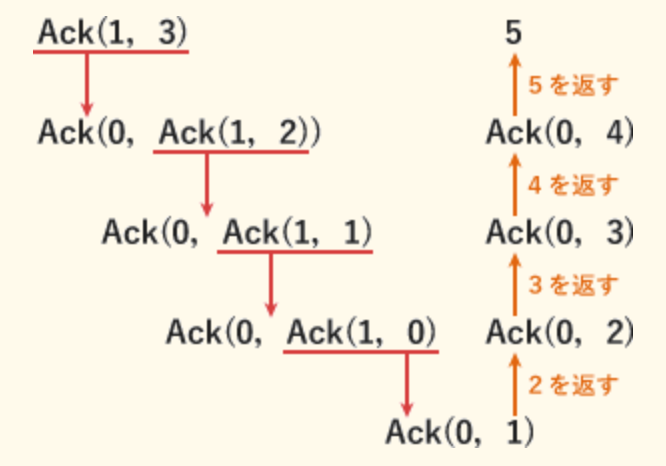 Ack(1, 3)
5
5を返す
Ack(0, Ack(1, 2))
Ack(0, 4)
4を返す
Ack(0, Ack(1, 1)
Ack(0, 3)
3を返す
Ack(0, Ack(1, 0)
Ack(0, 2)
2を返す
Ack(0, 1)